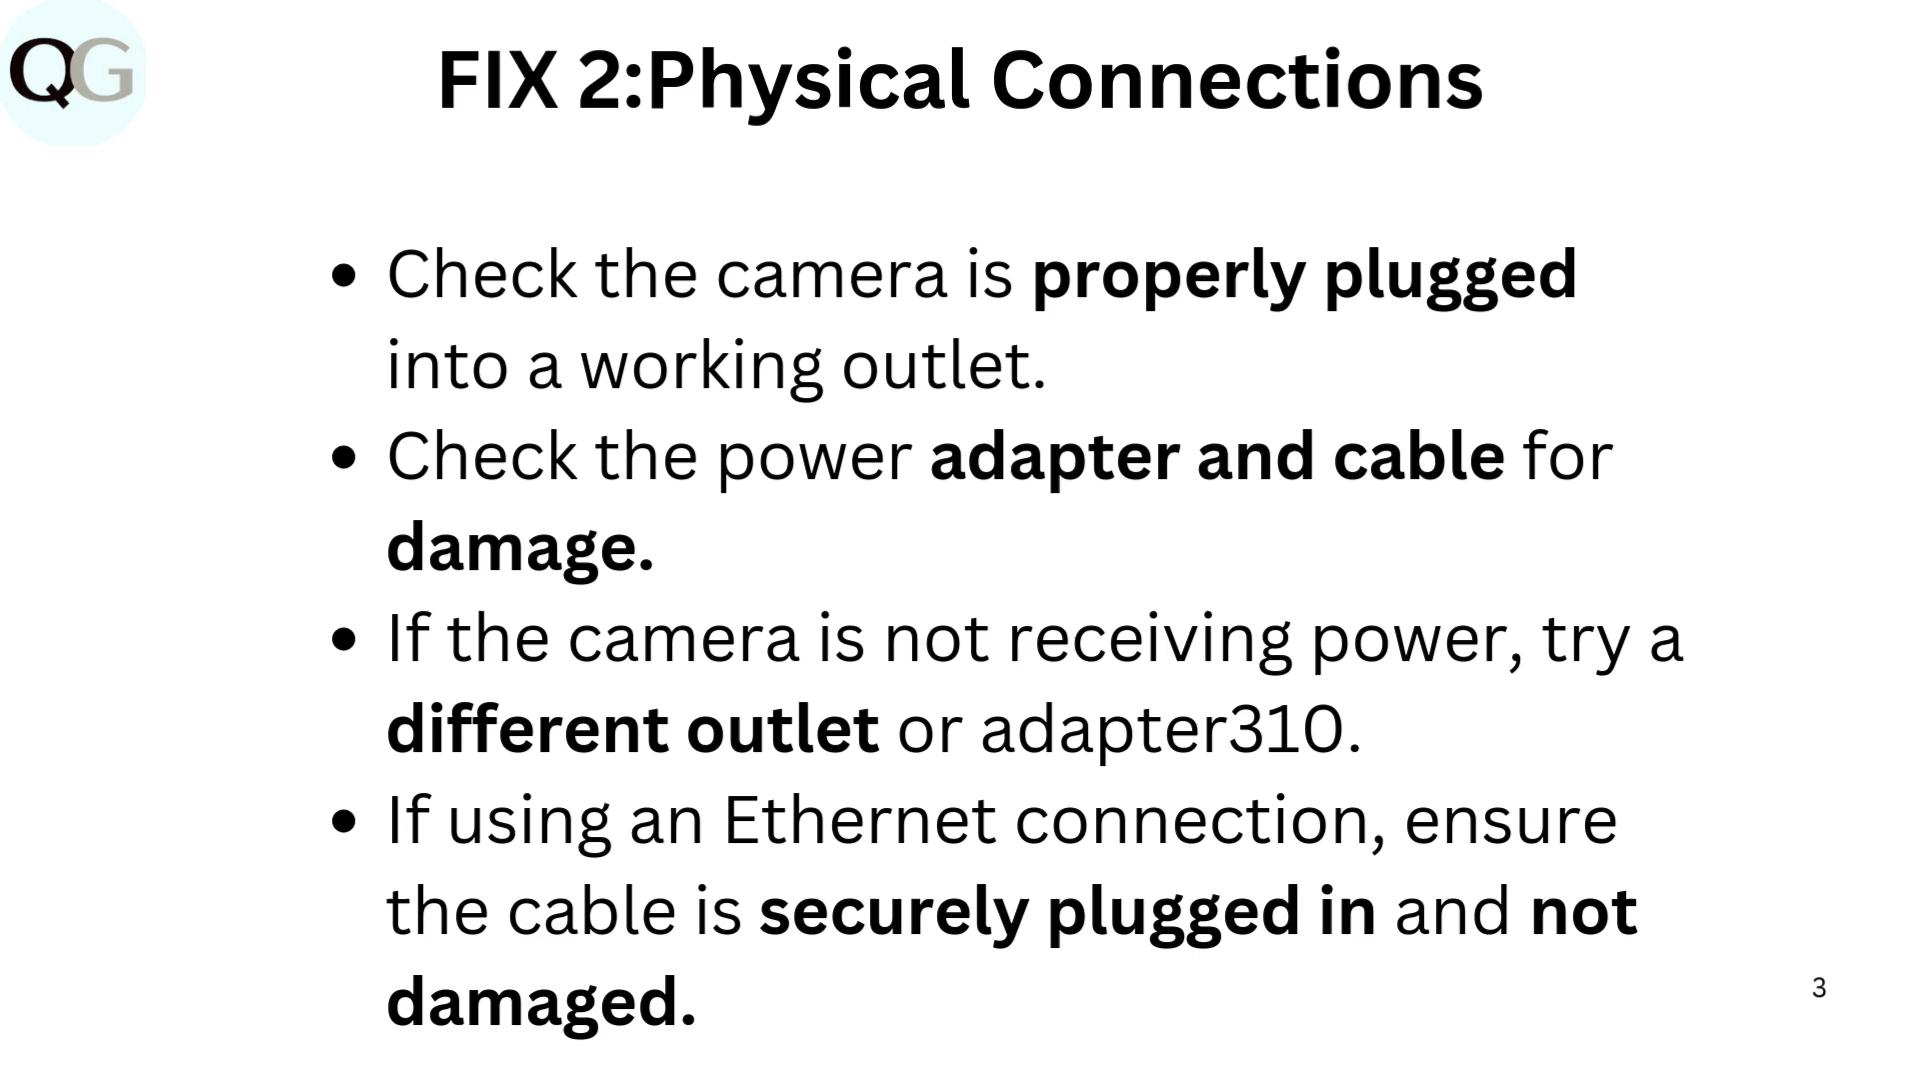 QG
FIX 2:Physical Connections
• Check the camera is properly plugged
into a working outlet.
• Check the power adapter and cable for
damage.
• If the camera is not receiving power, try a
different outlet or adapter310.
• If using an Ethernet connection, ensure
the cable is securely plugged in and not
damaged.
3